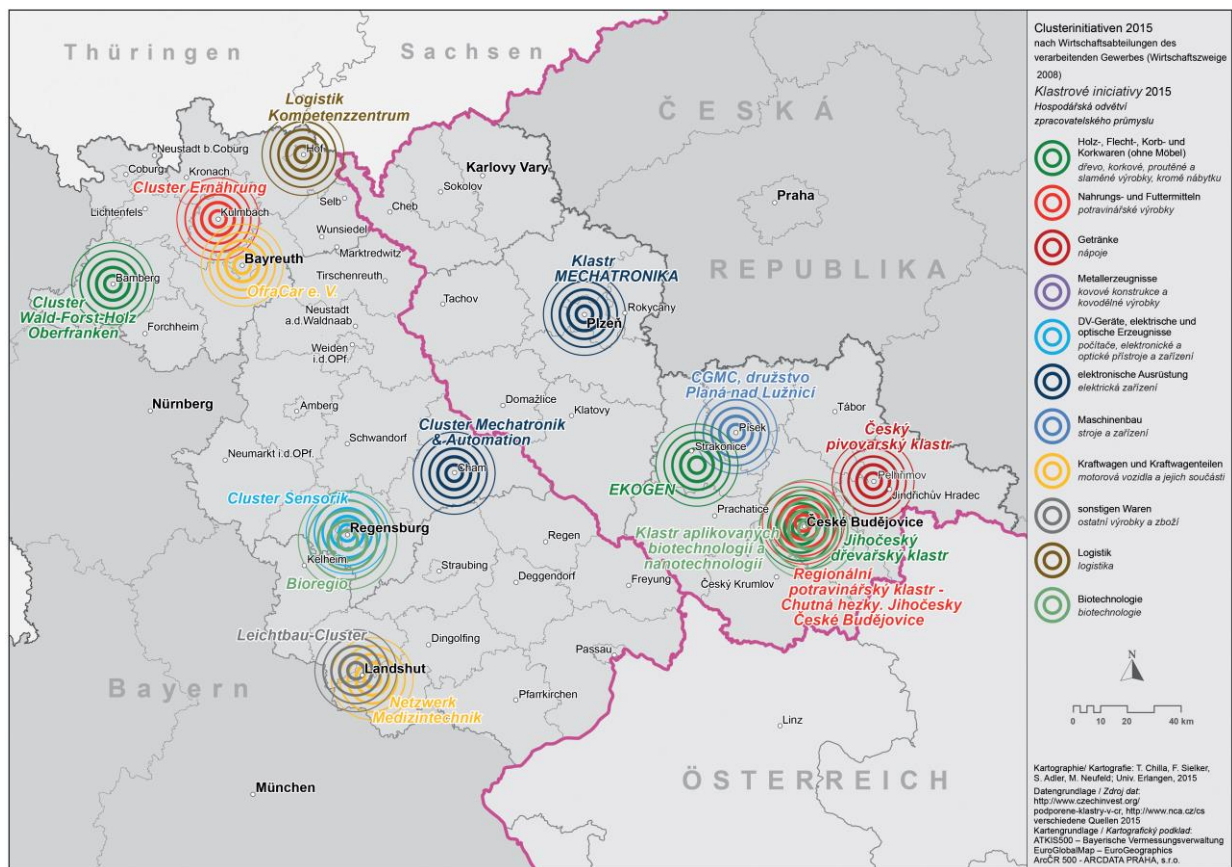 Thüringen
Sachsen
ČESKÁ
REPUBLIKA
Bayern
ÖSTERREICH
Logistik
Kompetenzzentrum
Hof
Neustadt b.Coburg
Coburg
Kronach
Cluster Ernährung
Lichtenfels
Kulmbach
Selb
Wunsiedel
Marktredwitz
Bayreuth
Tirschenreuth
OfraCar e. V.
Bamberg
Cluster
Wald-Forst-Holz
Oberfranken
Forchheim
Neustadt
a.d.Waldnaab
Weiden
i.d.OPf.
Karlovy Vary
Sokolov
Cheb
Praha
Klastr
MECHATRONIKA
Tachov
Rokycany
Plzeň
Nürnberg
Amberg
Schwandorf
Neumarkt i.d.OPf.
Domažlice
Klatovy
Cluster Mechatronik
& Automation
Cham
CGMC, družstvo
Planá nad Lužnicí
Písek
Tábor
Strakonice
EKOGEN
Český
pivovarský klastr
Pelhřimov
Jindřichův Hradec
Prachatice
České Budějovice
Klastr aplikovaných
biotechnologií a
nanotechnologií
Jihočeský
dřevařský klastr
Český Krumlov
Regionální
potravinářský klastr -
Chutná hezky. Jihočesky
České Budějovice
Cluster Sensorik
Regensburg
Kelheim
Bioregio
Straubing
Regen
Deggendorf
Freyung
Leichtbau-Cluster
Dingolfing
Landshut
Netzwerk
Medizintechnik
Passau
Pfarrkirchen
Linz
München
Clusterinitiativen 2015
nach Wirtschaftsabteilungen des
verarbeitenden Gewerbes (Wirtschaftszweige
2008)
Klastrové iniciativy 2015
Hospodářská odvětví
zpracovatelského průmyslu
Holz-, Flecht-, Korb- und
Korkwaren (ohne Möbel)
dřevo, korkové, proutěné a
slaměné výrobky, kromě nábytku
Nahrungs- und Futtermitteln
potravinářské výrobky
Getränke
nápoje
Metallerzeugnisse
kovové konstrukce a
kovodělné výrobky
DV-Geräte, elektrische und
optische Erzeugnisse
počítače, elektronické a
optické přístroje a zařízení
elektronische Ausrüstung
elektrická zařízení
Maschinenbau
stroje a zařízení
Kraftwagen und Kraftwagenteilen
motorová vozidla a jejich součásti
sonstigen Waren
ostatní výrobky a zboží
Logistik
logistika
Biotechnologie
biotechnologie
N
0 5 10 20 40 km
Kartographie/ Kartografie: T. Chilla, F. Sielker,
S. Adler, M. Neufeld; Univ. Erlangen, 2015
Datengrundlage / Zdroj dat:
http://www.czechinvest.org/
podporene-klastry-v-cr, http://www.nca.cz/cs
verschiedene Quellen 2015
Kartengrundlage / Kartografický podklad:
ATKIS500 – Bayerische Vermessungsverwaltung
EuroGlobalMap – EuroGeographics
ArcČR 500 - ARCDATA PRAHA, s.r.o.